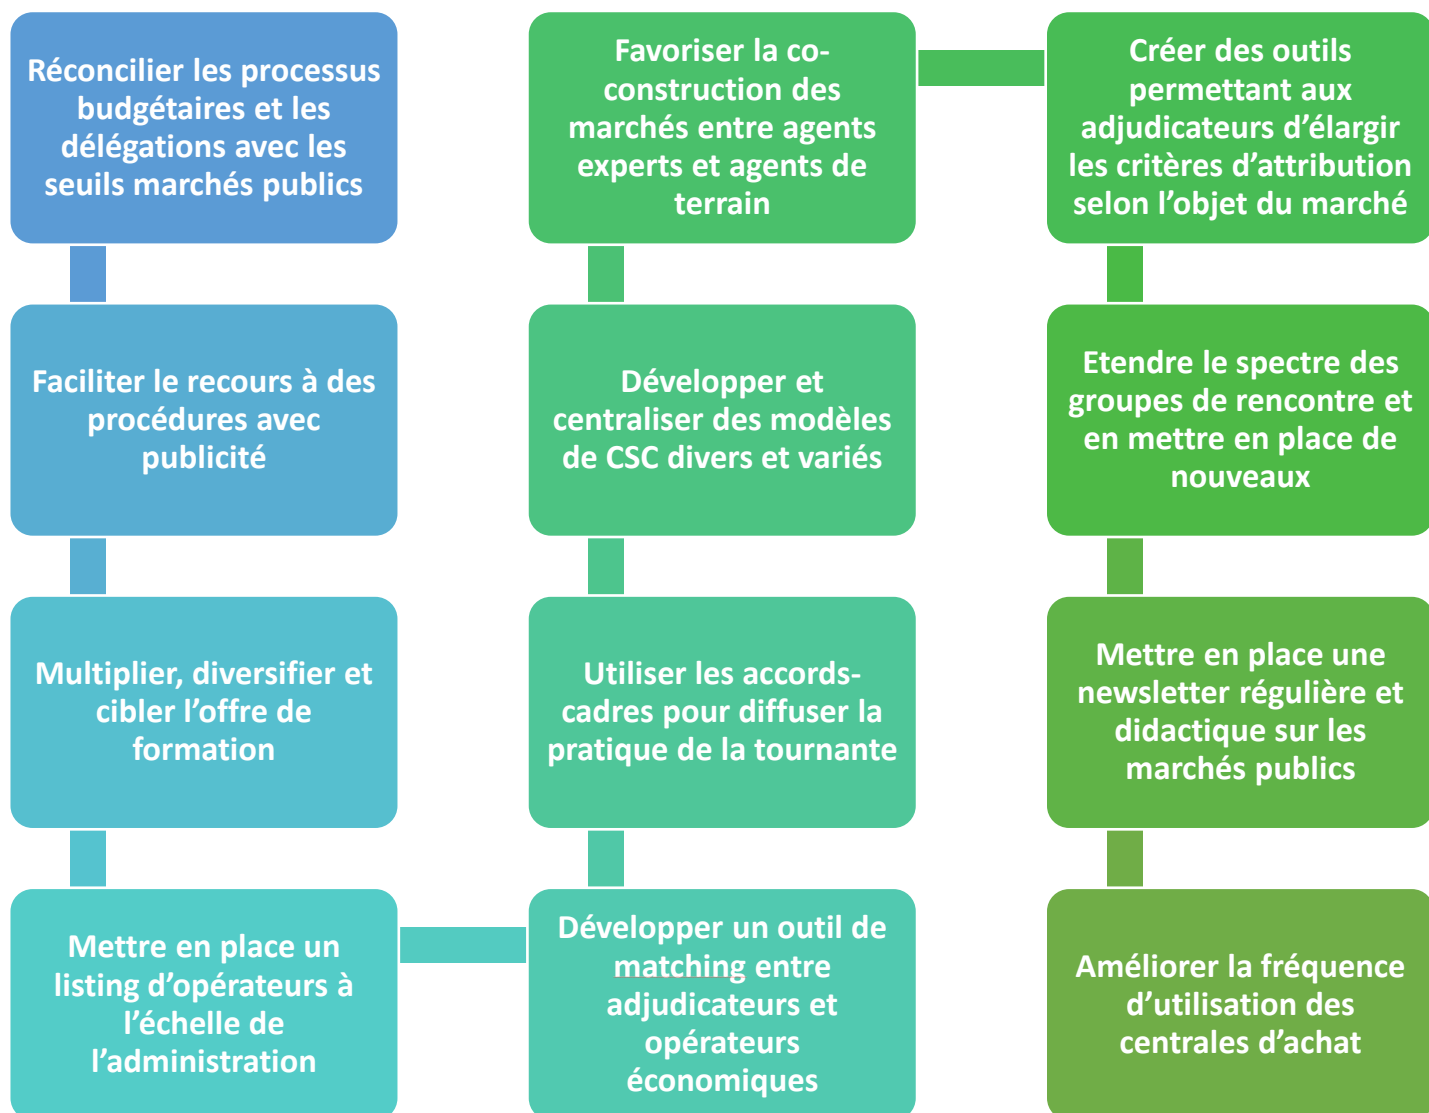 Réconcilier les processus
budgétaires et les
délégations avec les
seuils marchés publics
Faciliter le recours à des
procédures avec
publicité
Multiplier, diversifier et
cibler l’offre de
formation
Mettre en place un
listing d’opérateurs à
l’échelle de
l’administration
Développer un outil de
matching entre
adjudicateurs et
opérateurs
économiques
Utiliser les accords-
cadres pour diffuser la
pratique de la tournante
Développer et
centraliser des modèles
de CSC divers et variés
Favoriser la co-
construction des
marchés entre agents
experts et agents de
terrain
Créer des outils
permettant aux
adjudicateurs d’élargir
les critères d’attribution
selon l’objet du marché
Etendre le spectre des
groupes de rencontre et
en mettre en place de
nouveaux
Mettre en place une
newsletter régulière et
didactique sur les
marchés publics
Améliorer la fréquence
d’utilisation des
centrales d’achat